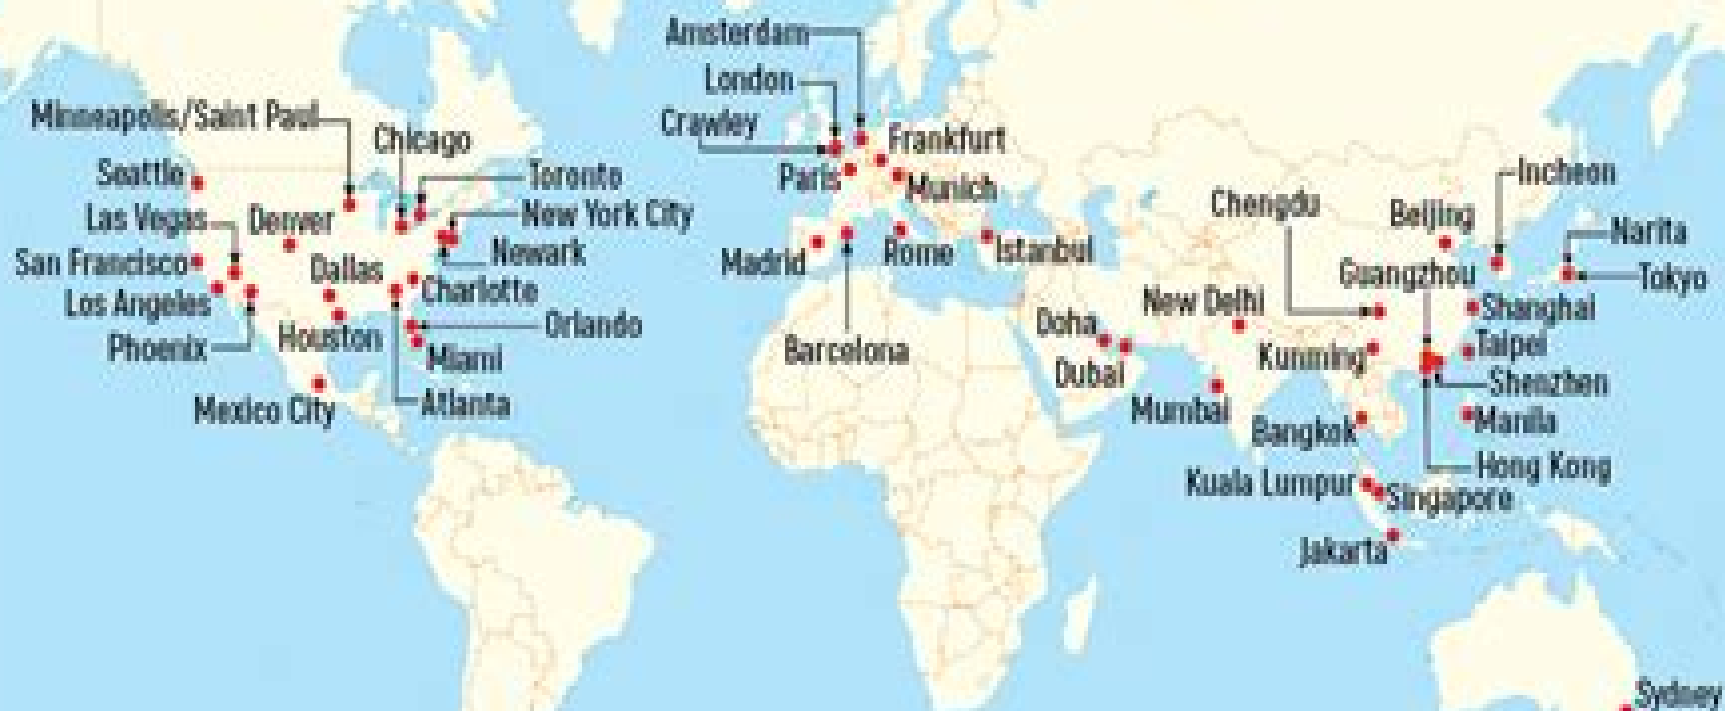 Amsterdam
London
Crawley
Frankfurt
Paris
Munich
Madrid
Barcelona
Rome
Istanbul
Minneapolis/Saint Paul
Chicago
Seattle
Toronto
Las Vegas
Denver
New York City
Newark
San Francisco
Dallas
Charlotte
Los Angeles
Orlando
Phoenix
Houston
Miami
Mexico City
Atlanta
Incheon
Chengdu
Beijing
Narita
Guangzhou
Tokyo
New Delhi
Shanghai
Doha
Kunming
Taipei
Dubai
Shenzhen
Mumbai
Manila
Bangkok
Hong Kong
Kuala Lumpur
Singapore
Jakarta
Sydney